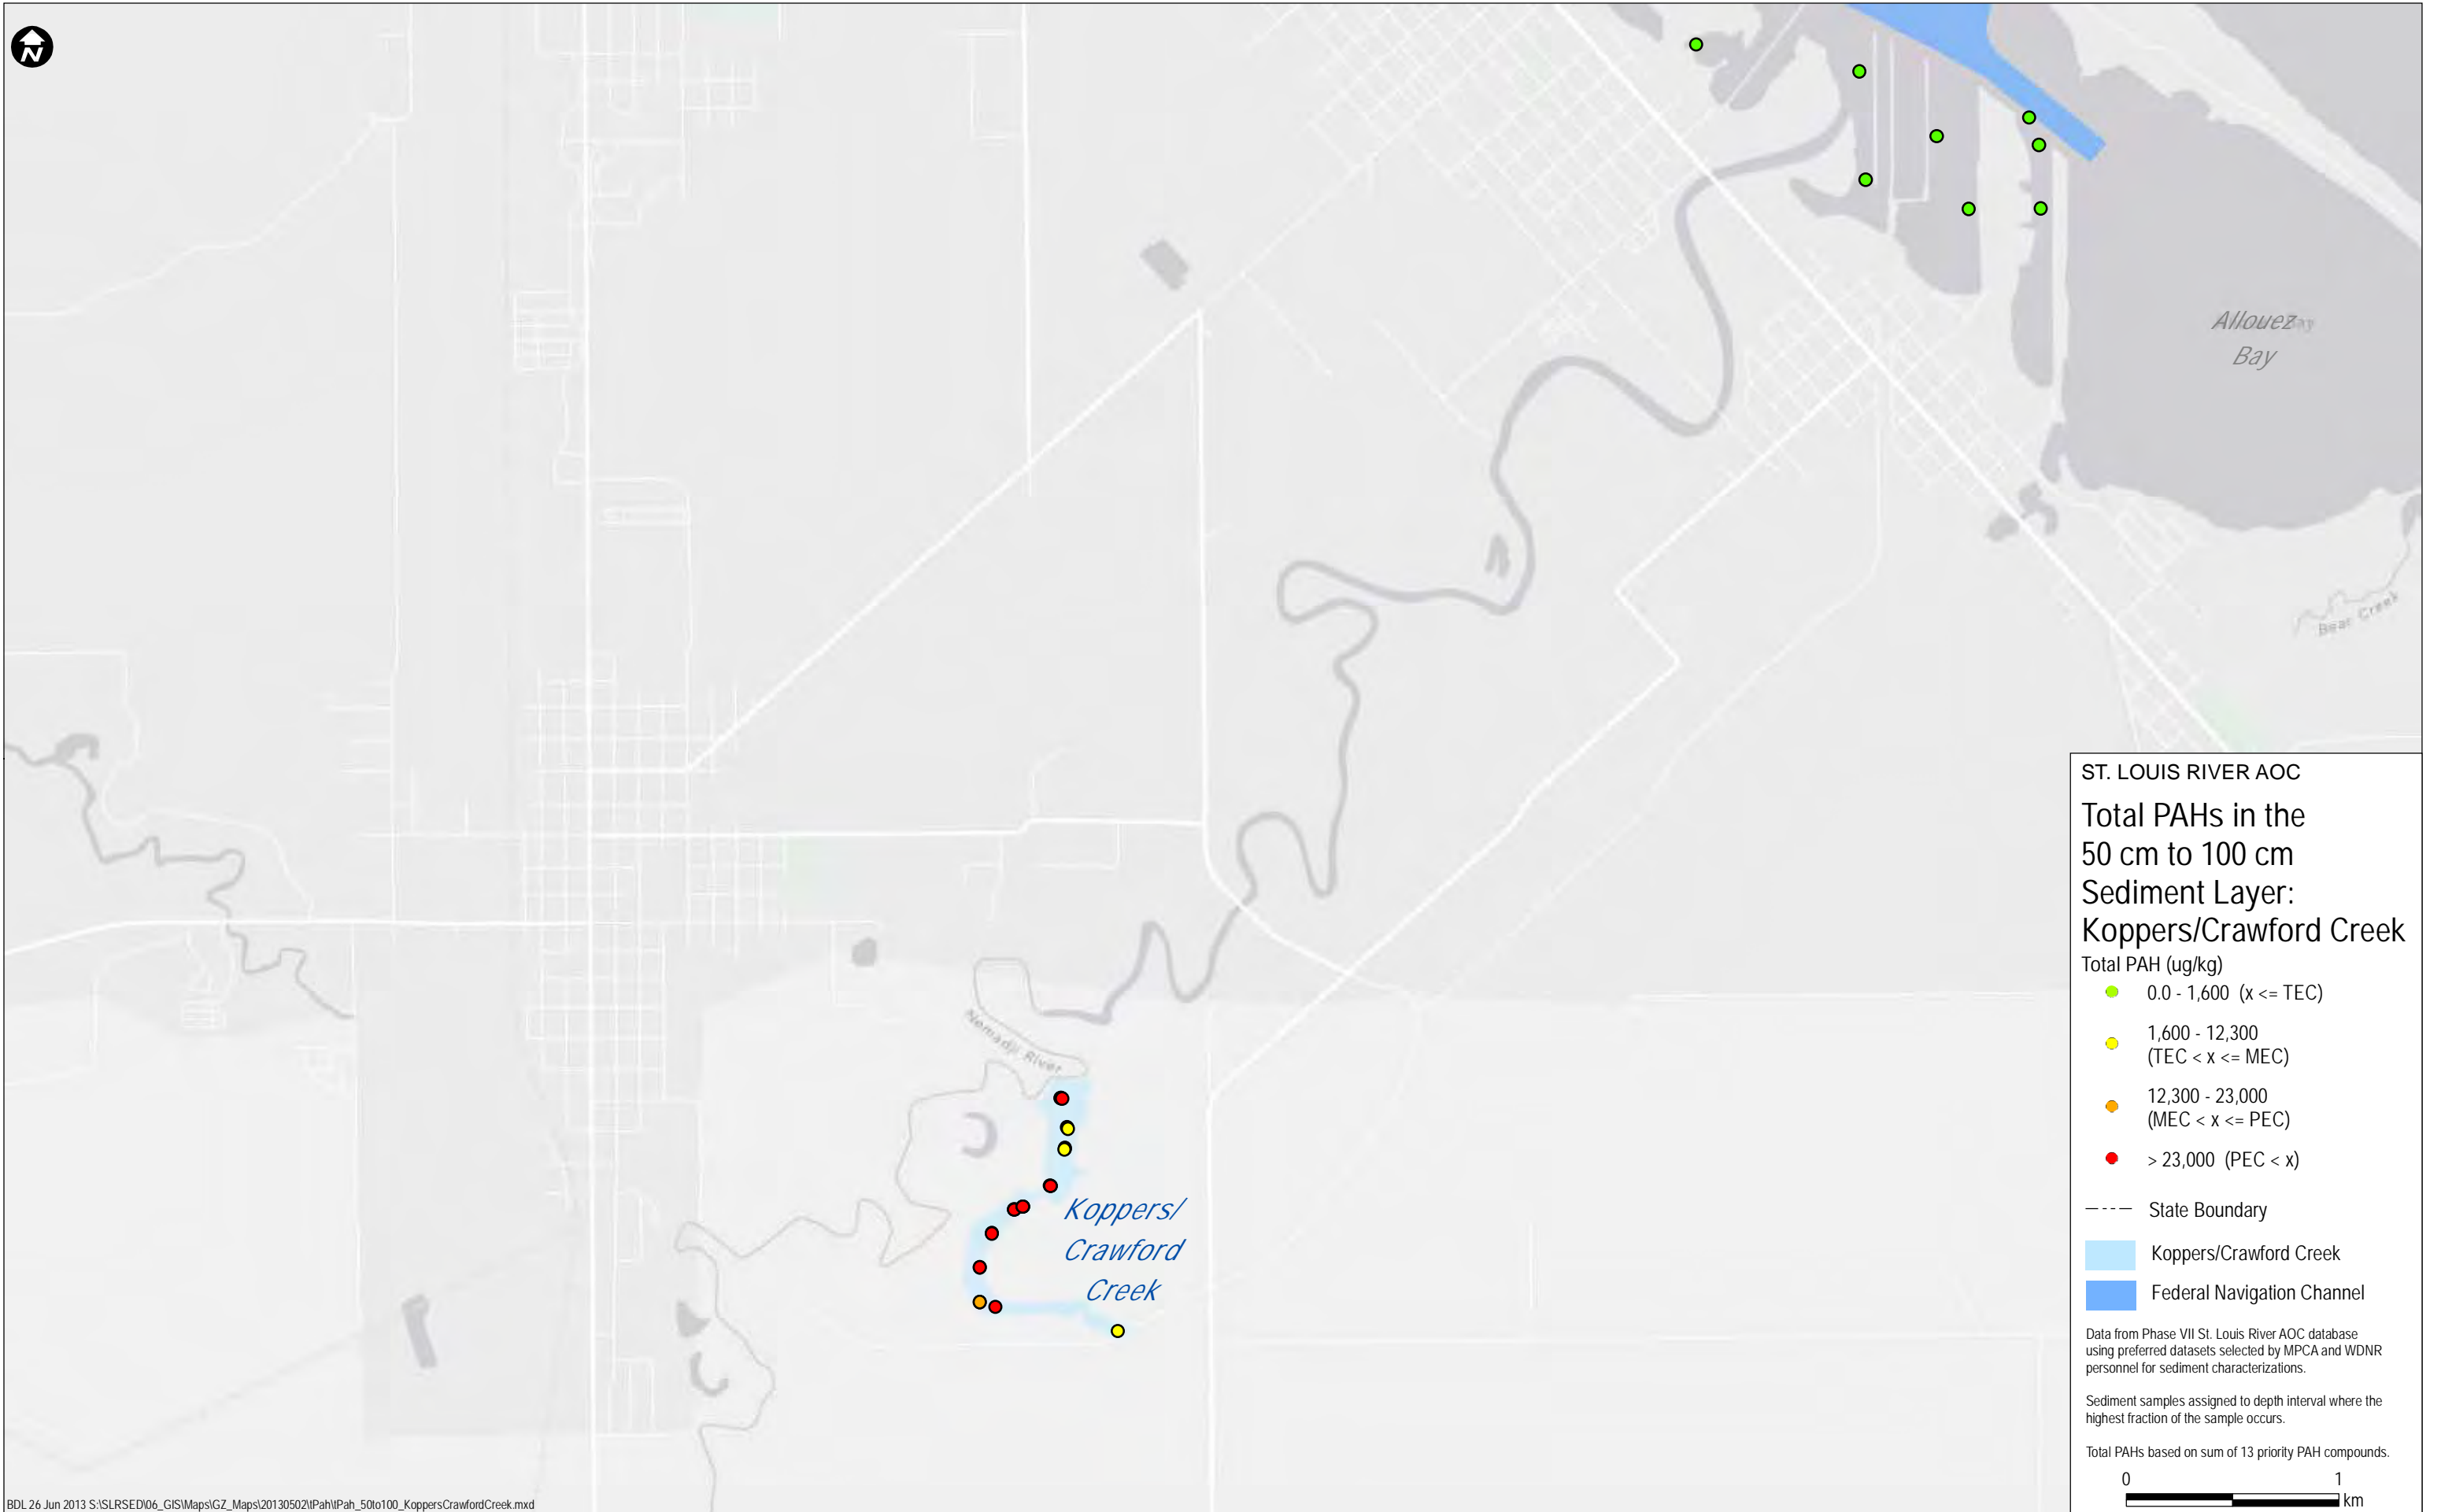 N
Allouez
Bay
Bear Creek
Nemadji River
Koppers/
Crawford
Creek
ST. LOUIS RIVER AOC
Total PAHs in the
50 cm to 100 cm
Sediment Layer:
Koppers/Crawford Creek
Total PAH (ug/kg)
0.0 - 1,600 (x <= TEC)
1,600 - 12,300
(TEC < x <= MEC)
12,300 - 23,000
(MEC < x <= PEC)
> 23,000 (PEC < x)
State Boundary
Koppers/Crawford Creek
Federal Navigation Channel
Data from Phase VII St. Louis River AOC database
using preferred datasets selected by MPCA and WDNR
personnel for sediment characterizations.
Sediment samples assigned to depth interval where the
highest fraction of the sample occurs.
Total PAHs based on sum of 13 priority PAH compounds.
0 1
km
BDL 26 Jun 2013 S:\SLRSED\06_GIS\Maps\GZ_Maps\20130502\tPah\tPah_50to100_KoppersCrawfordCreek.mxd